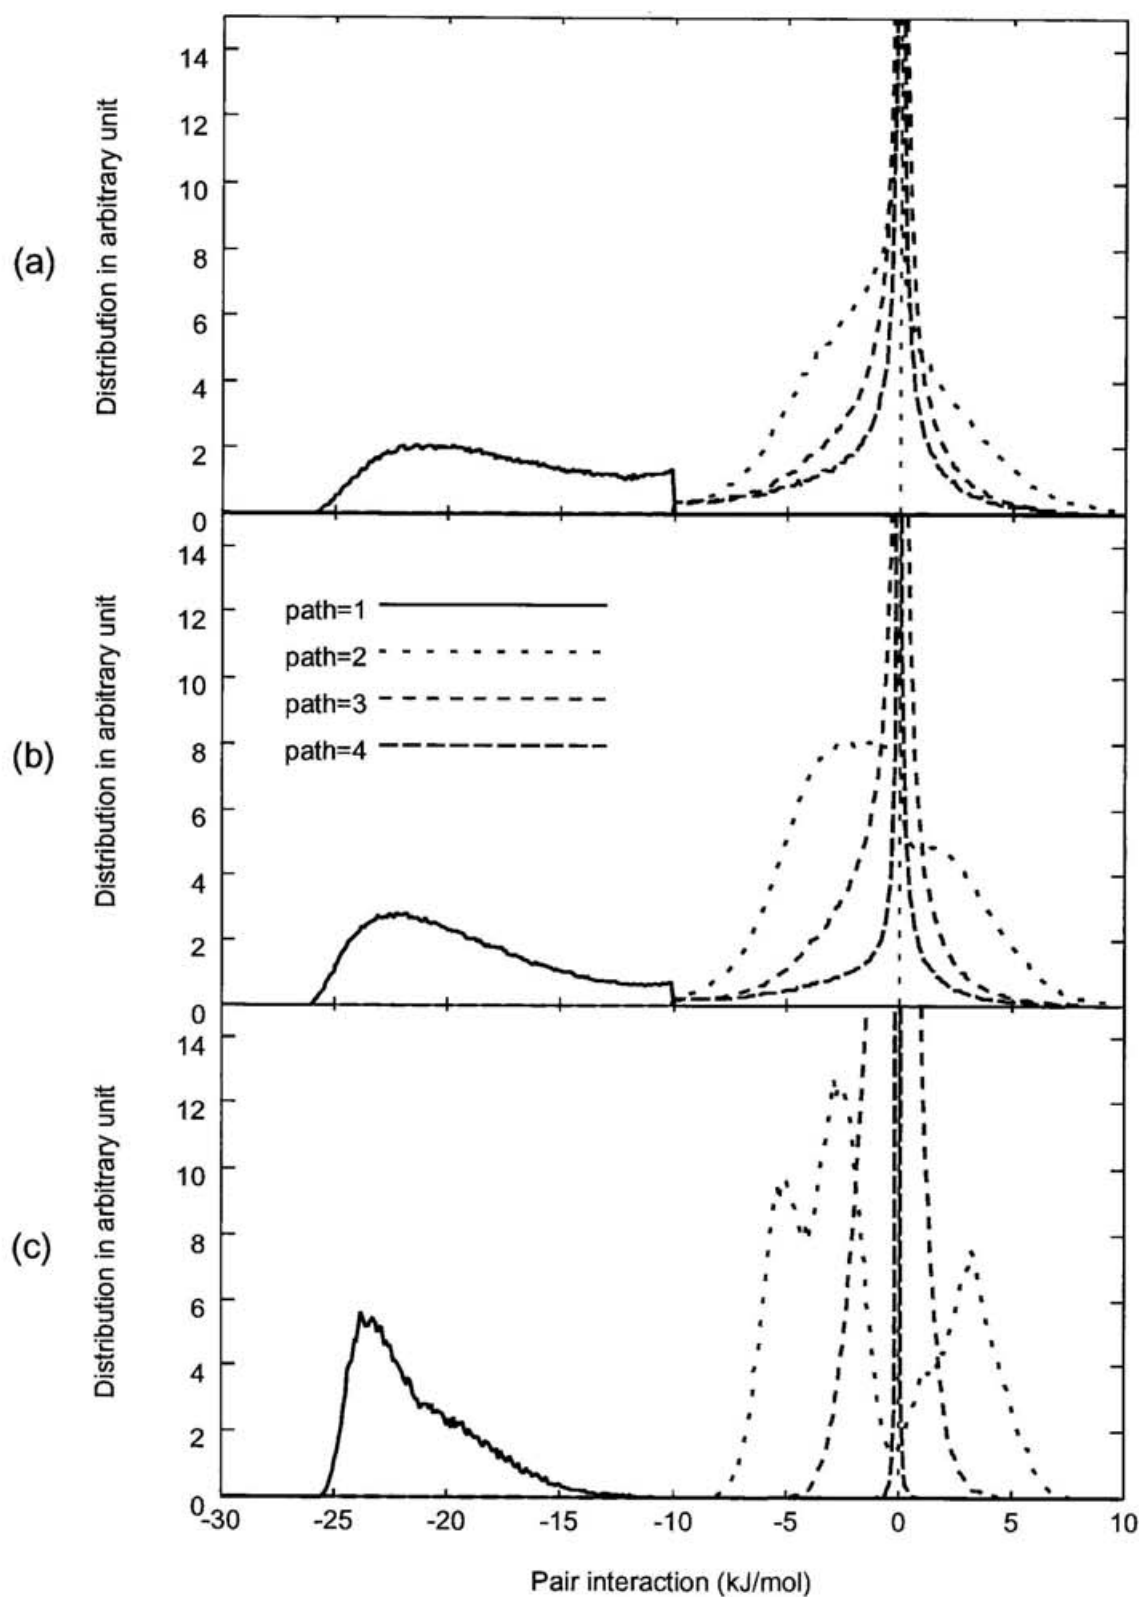 14
12
10
8
6
4
2
0
Distribution in arbitrary unit
(a)
14
12
10
8
6
4
2
0
Distribution in arbitrary unit
(b)
path=1
path=2
path=3
path=4
14
12
10
8
6
4
2
0
Distribution in arbitrary unit
(c)
-30 -25 -20 -15 -10 -5 0 5 10
Pair interaction (kJ/mol)